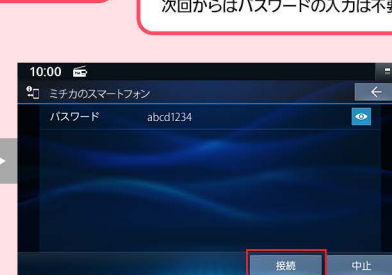 次回からはパスワードの入力は不要
10:00
ミチカのスマートフォン
パスワード abcd1234
接続 中止